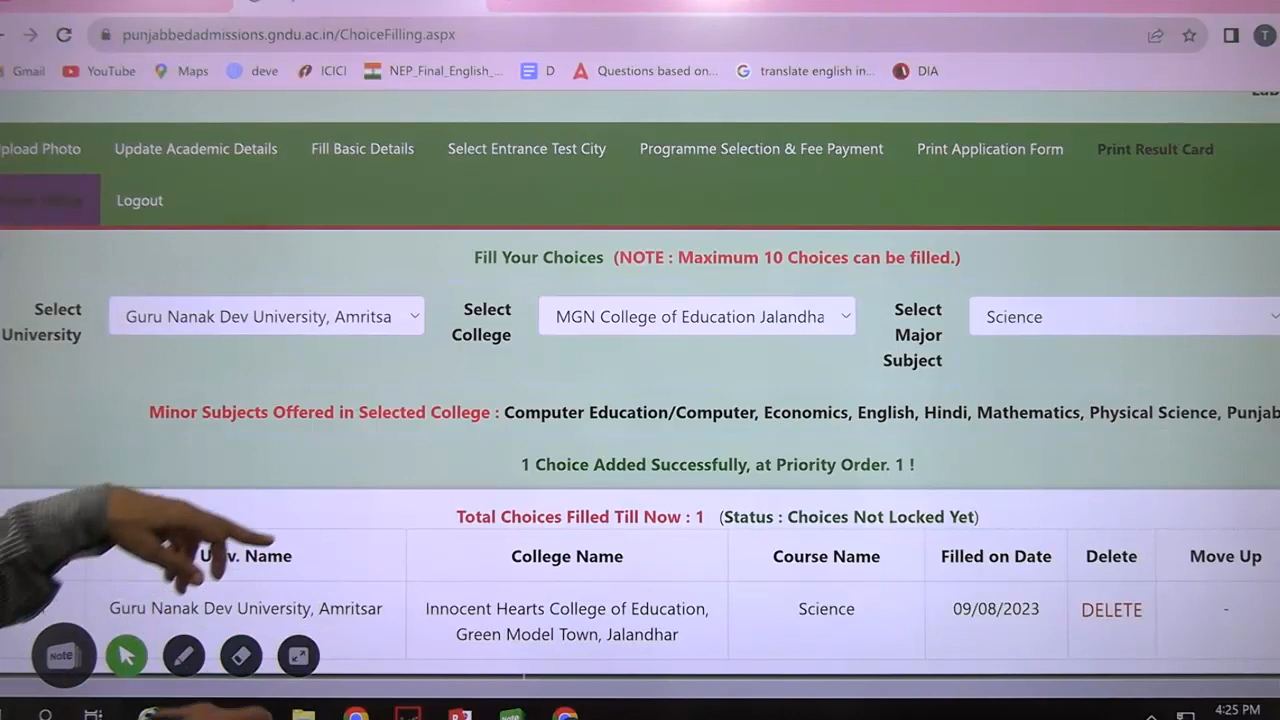 punjabbedadmissions.gndu.ac.in/ChoiceFilling.aspx
T
Gmail YouTube Maps deve ICICI NEP_Final_English_... D Questions based on... translate english in... DIA
pload Photo Update Academic Details Fill Basic Details Select Entrance Test City Programme Selection & Fee Payment Print Application Form Print Result Card
Logout
Fill Your Choices (NOTE : Maximum 10 Choices can be filled.)
Select University Guru Nanak Dev University, Amritsa Select College MGN College of Education Jalandha Select Major Subject Science
Minor Subjects Offered in Selected College : Computer Education/Computer, Economics, English, Hindi, Mathematics, Physical Science, Punjab
1 Choice Added Successfully, at Priority Order. 1 !
Total Choices Filled Till Now : 1 (Status : Choices Not Locked Yet)
v. Name College Name Course Name Filled on Date Delete Move Up
Guru Nanak Dev University, Amritsar Innocent Hearts College of Education, Science 09/08/2023 DELETE -
Green Model Town, Jalandhar
Note
4:25 PM